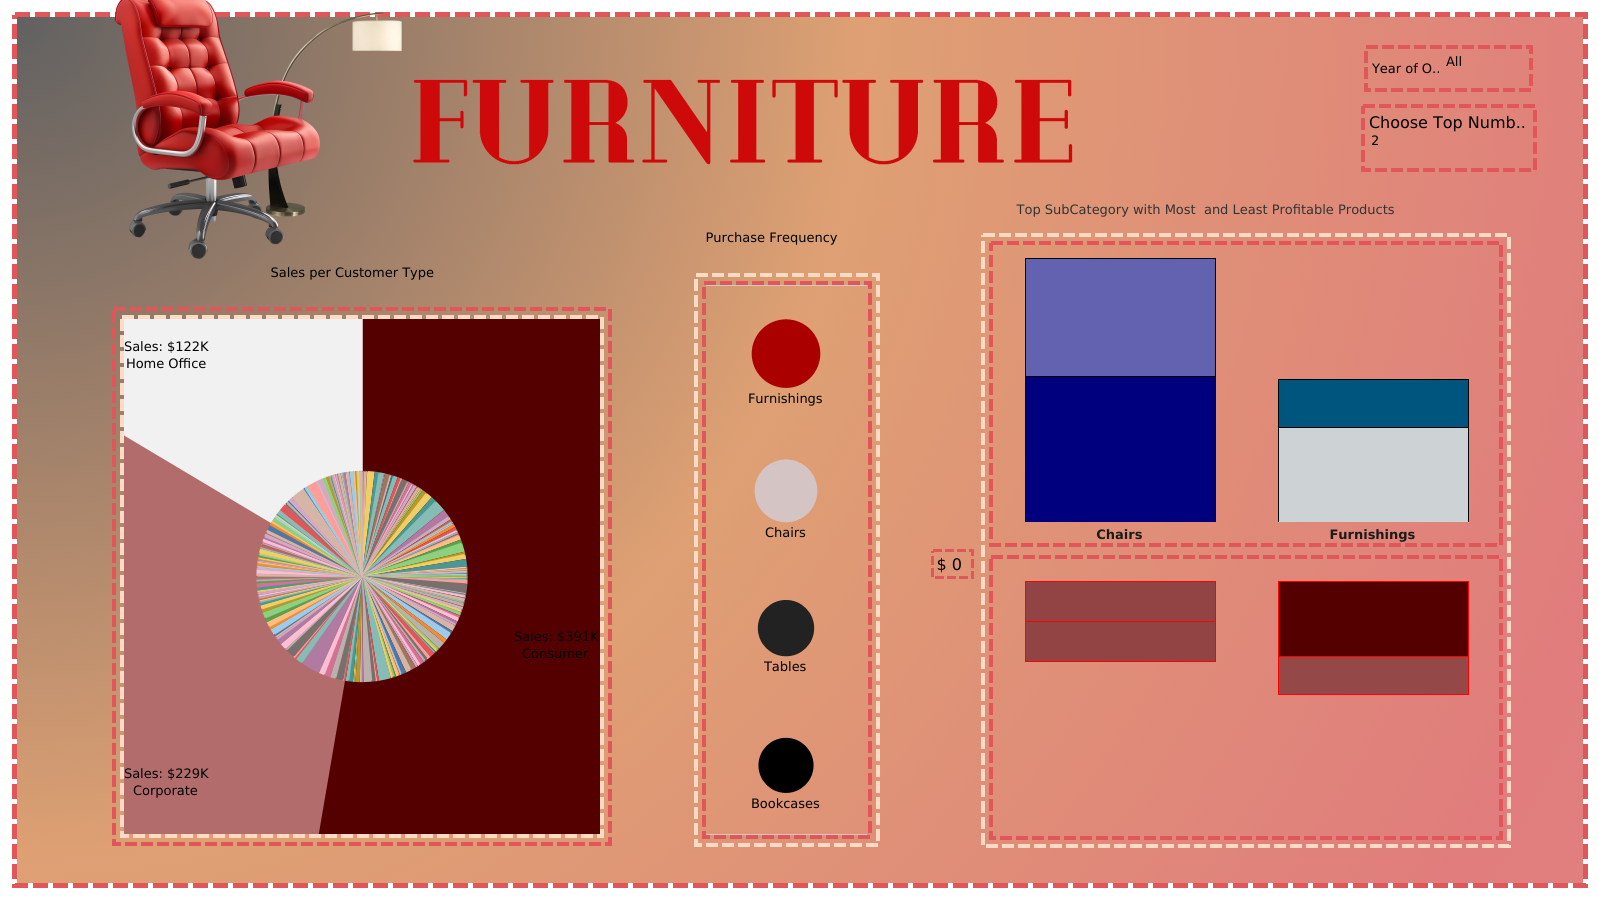 FURNITURE
Year of O.. All
Choose Top Numb..
2
Top SubCategory with Most  and Least Profitable Products
Purchase Frequency
Sales per Customer Type
Sales: $122K
Home Office
Sales: $391K
Consumer
Sales: $229K
Corporate
Furnishings
Chairs
Tables
Bookcases
Chairs
Furnishings
$ 0